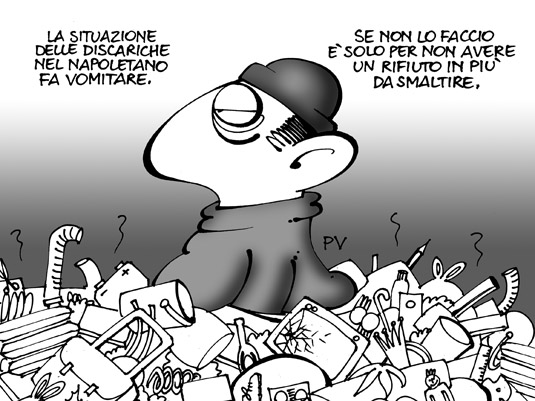 LA SITUAZIONE
DELLE DISCARICHE
NEL NAPOLETANO
FA VOMITARE.
SE NON LO FACCIO
È SOLO PER NON AVERE
UN RIFIUTO IN PIÙ
DA SMALTIRE.
PV